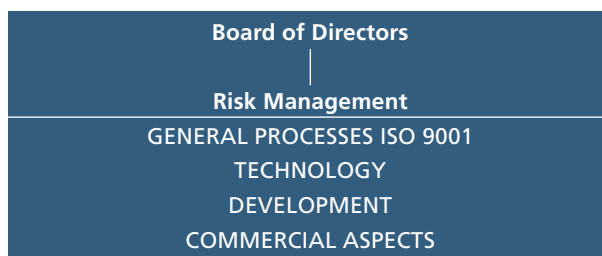 Board of Directors
Risk Management
GENERAL PROCESSES ISO 9001
TECHNOLOGY
DEVELOPMENT
COMMERCIAL ASPECTS